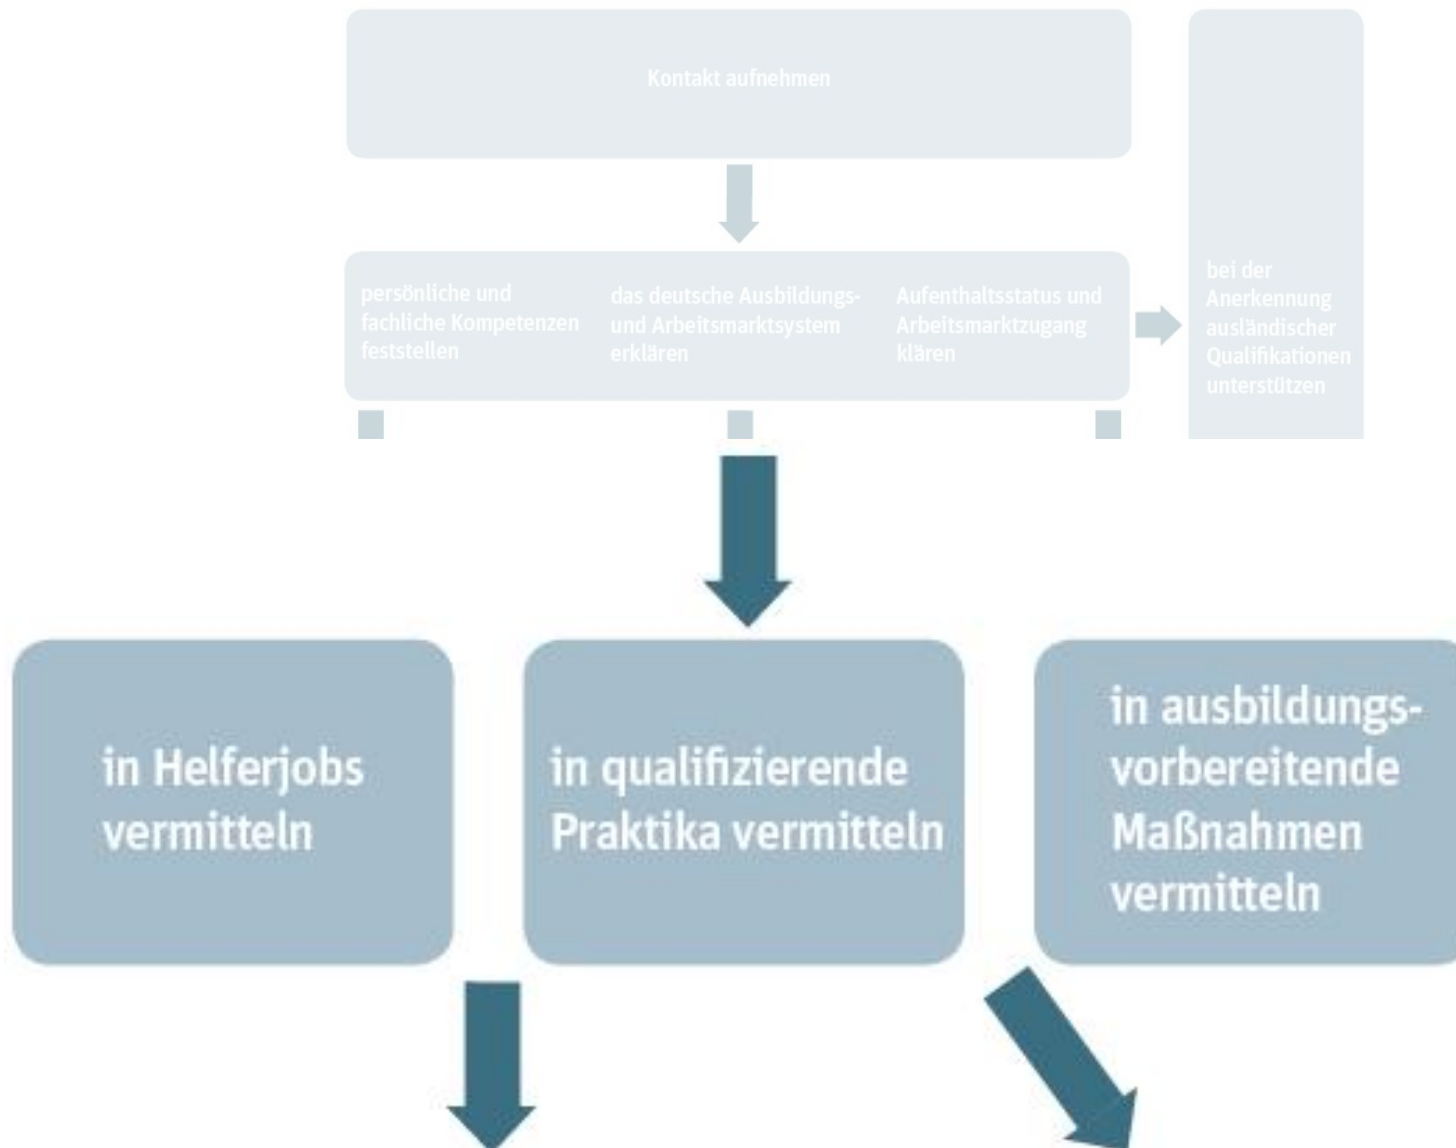 Kontakt aufnehmen
persönliche und
fachliche Kompetenzen
feststellen
das deutsche Ausbildungs-
und Arbeitsmarktsystem
erklären
Aufenthaltsstatus und
Arbeitsmarktzugang
klären
bei der
Anerkennung
ausländischer
Qualifikationen
unterstützen
in Helferjobs
vermitteln
in qualifizierende
Praktika vermitteln
in ausbildungs-
vorbereitende
Maßnahmen
vermitteln